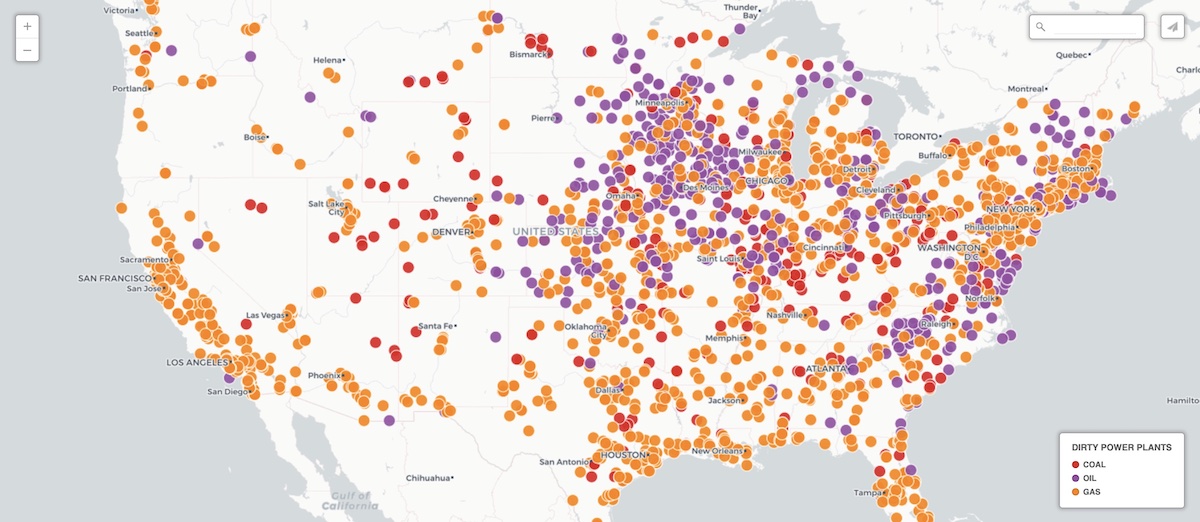 Victoria
Thunder
Bay
+
−
Seattle
Bismarck
Quebec
Helena
Charlo
Portland
Montreal
Minneapolis
Pierre
Boise
TORONTO
Milwaukee
Buffalo
Detroit
Boston
CHICAGO
Des Moines
Cleveland
Omaha
Cheyenne
Salt Lake
City
NEW YORK
Pittsburgh
Philadelphia
DENVER
UNITED STATES
Cincinnati
WASHINGTON
D.C.
Sacramento
Saint Louis
SAN FRANCISCO
San Jose
Norfolk
Las Vegas
Nashville
Raleigh
Santa Fe
Oklahoma
City
Memphis
LOS ANGELES
ATLANTA
Phoenix
San Diego
Dallas
Jackson
Hamilto
New Orleans
HOUSTON
San Antonio
DIRTY POWER PLANTS
COAL
OIL
GAS
Chihuahua
Tampa
Gulf of
California